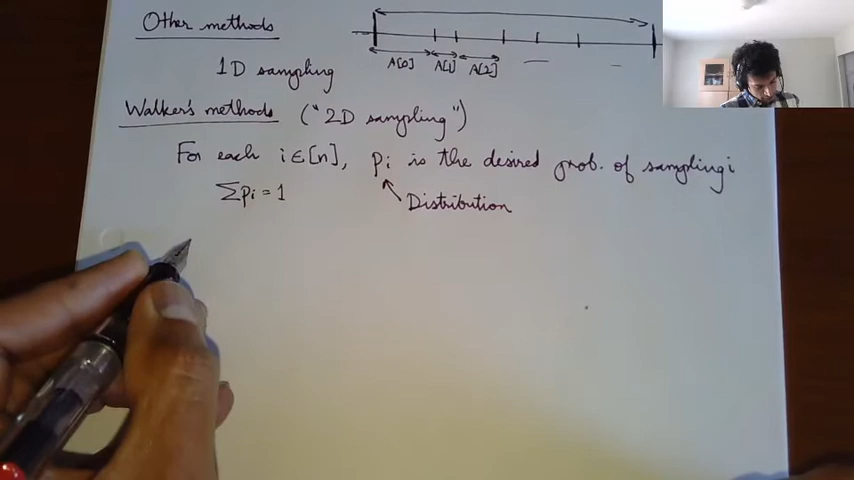 Other methods
A[0] A[1] A[2]
1D sampling
Walker's methods ("2D sampling")
For each i∈[n], pi is the desired prob. of sampling i
∑pi = 1
Distribution